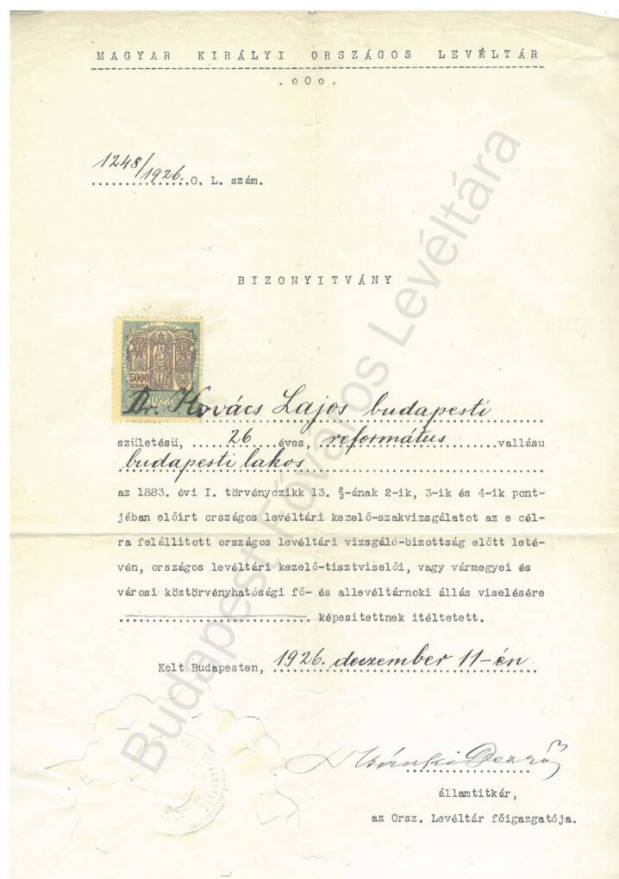 MAGYAR KIRÁLYI ORSZÁGOS LEVÉLTÁR
.oOo.
1248/1926. O. L. szám.
BIZONYITVÁNY
5000
Dr. Kovács Lajos budapesti
születésü, 26 éves, református vallásu
budapesti lakos
az 1883. évi I. törvényczikk 13. §-ának 2-ik, 3-ik és 4-ik pont-
jában előirt országos levéltári kezelő-szakvizsgálatot az e cél-
ra felállitott országos levéltári vizsgáló-bizottság előtt leté-
vén, országos levéltári kezelő-tisztviselői, vagy vármegyei és
városi köztörvényhatósági fő- és allevéltárnoki állás viselésére
képesitettnek itéltetett.
Kelt Budapesten, 1926. deczember 11-én
Dezső
államtitkár,
az Orsz. Levéltár főigazgatója.
Budapest Főváros Levéltára